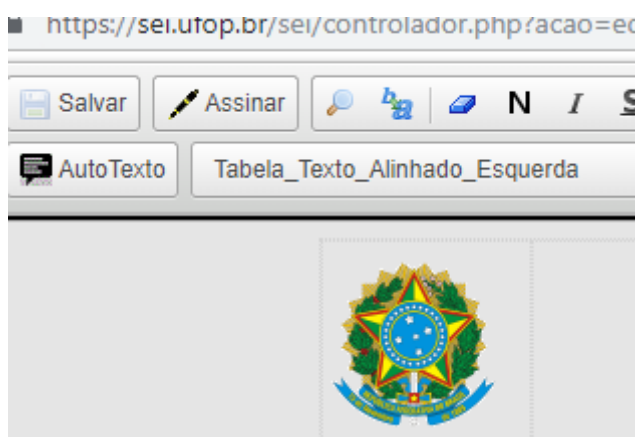 https://sei.ufop.br/sei/controlador.php?acao=ed
Salvar Assinar N I S
AutoTexto Tabela_Texto_Alinhado_Esquerda